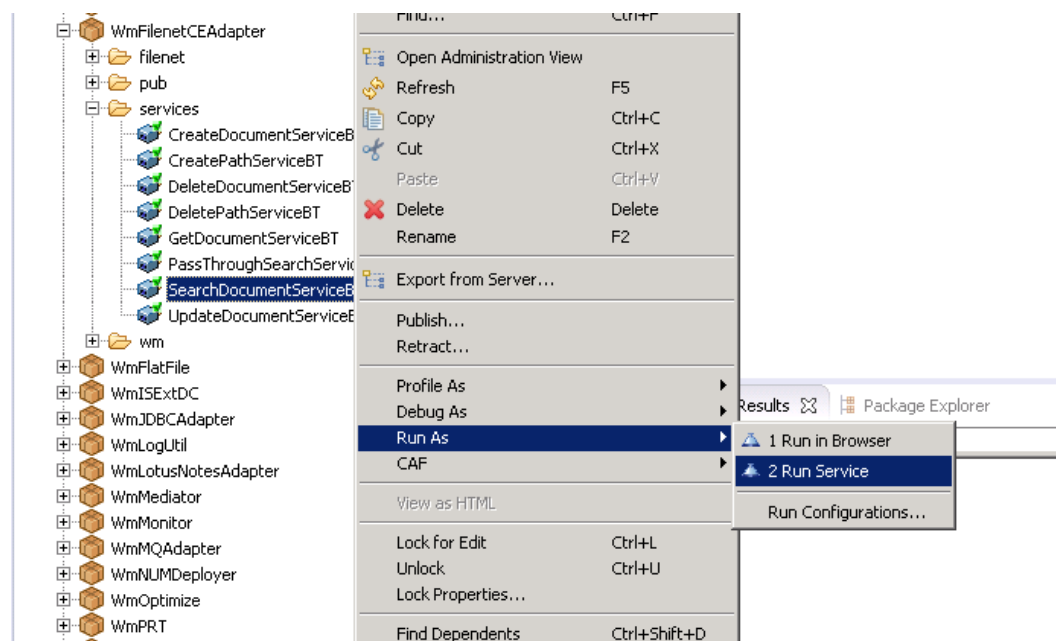 WmFilenetCEAdapter
filenet
pub
services
CreateDocumentServiceB
CreatePathServiceBT
DeleteDocumentServiceBT
DeletePathServiceBT
GetDocumentServiceBT
PassThroughSearchServic
SearchDocumentServiceB
UpdateDocumentServiceB
wm
WmFlatFile
WmISExtDC
WmJDBCAdapter
WmLogUtil
WmLotusNotesAdapter
WmMediator
WmMonitor
WmMQAdapter
WmNUMDeployer
WmOptimize
WmPRT
Find... Ctrl+F
Open Administration View
Refresh F5
Copy Ctrl+C
Cut Ctrl+X
Paste Ctrl+V
Delete Delete
Rename F2
Export from Server...
Publish...
Retract...
Profile As
Debug As
Run As
CAF
View as HTML
Lock for Edit Ctrl+L
Unlock Ctrl+U
Lock Properties...
Find Dependents Ctrl+Shift+D
Results Package Explorer
1 Run in Browser
2 Run Service
Run Configurations...